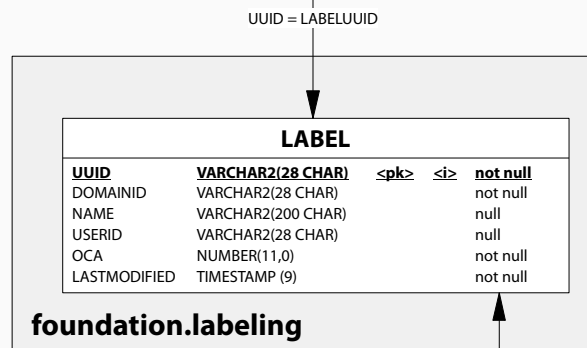 UUID = LABELUUID
LABEL
UUID VARCHAR2(28 CHAR) <pk> <i> not null
DOMAINID VARCHAR2(28 CHAR) not null
NAME VARCHAR2(200 CHAR) null
USERID VARCHAR2(28 CHAR) null
OCA NUMBER(11,0) not null
LASTMODIFIED TIMESTAMP (9) not null
foundation.labeling